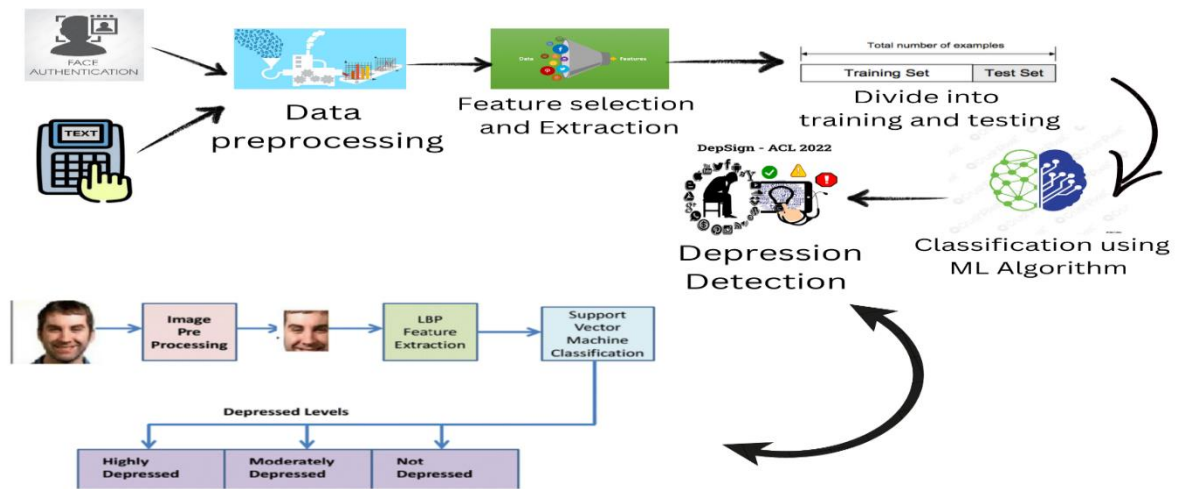 FACE
AUTHENTICATION
TEXT
Data
preprocessing
Data
Features
Feature selection
and Extraction
Total number of examples
Training Set
Test Set
Divide into
training and testing
DepSign - ACL 2022
Depression
Detection
Classification using
ML Algorithm
Image
Pre
Processing
LBP
Feature
Extraction
Support
Vector
Machine
Classification
Depressed Levels
Highly
Depressed
Moderately
Depressed
Not
Depressed